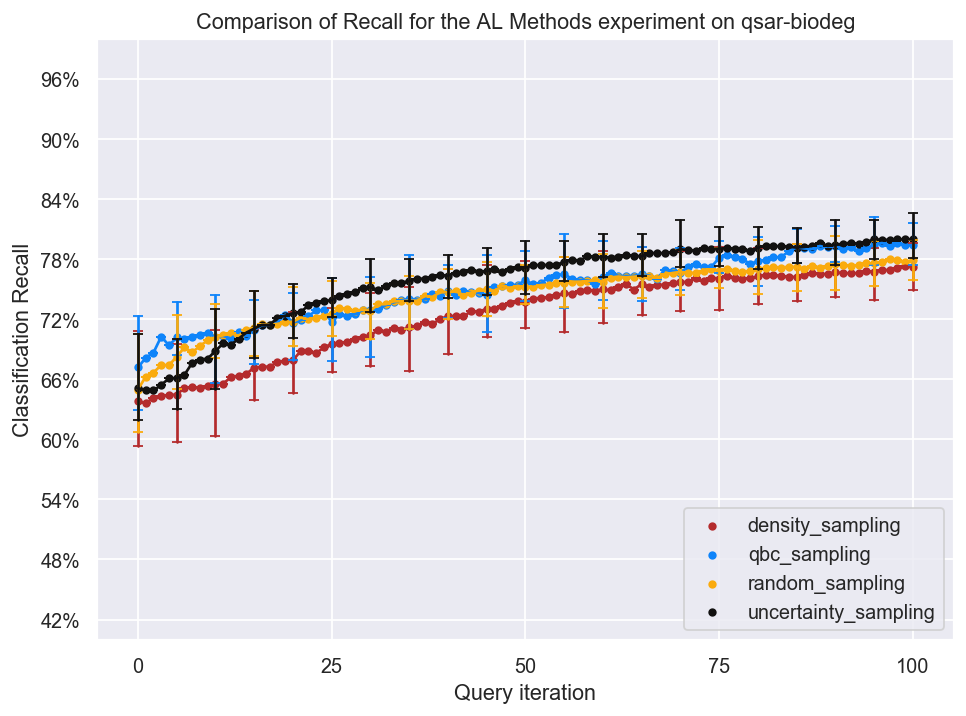 Comparison of Recall for the AL Methods experiment on qsar-biodeg
Classification Recall
96%
90%
84%
78%
72%
66%
60%
54%
48%
42%
density_sampling
qbc_sampling
random_sampling
uncertainty_sampling
0 25 50 75 100
Query iteration